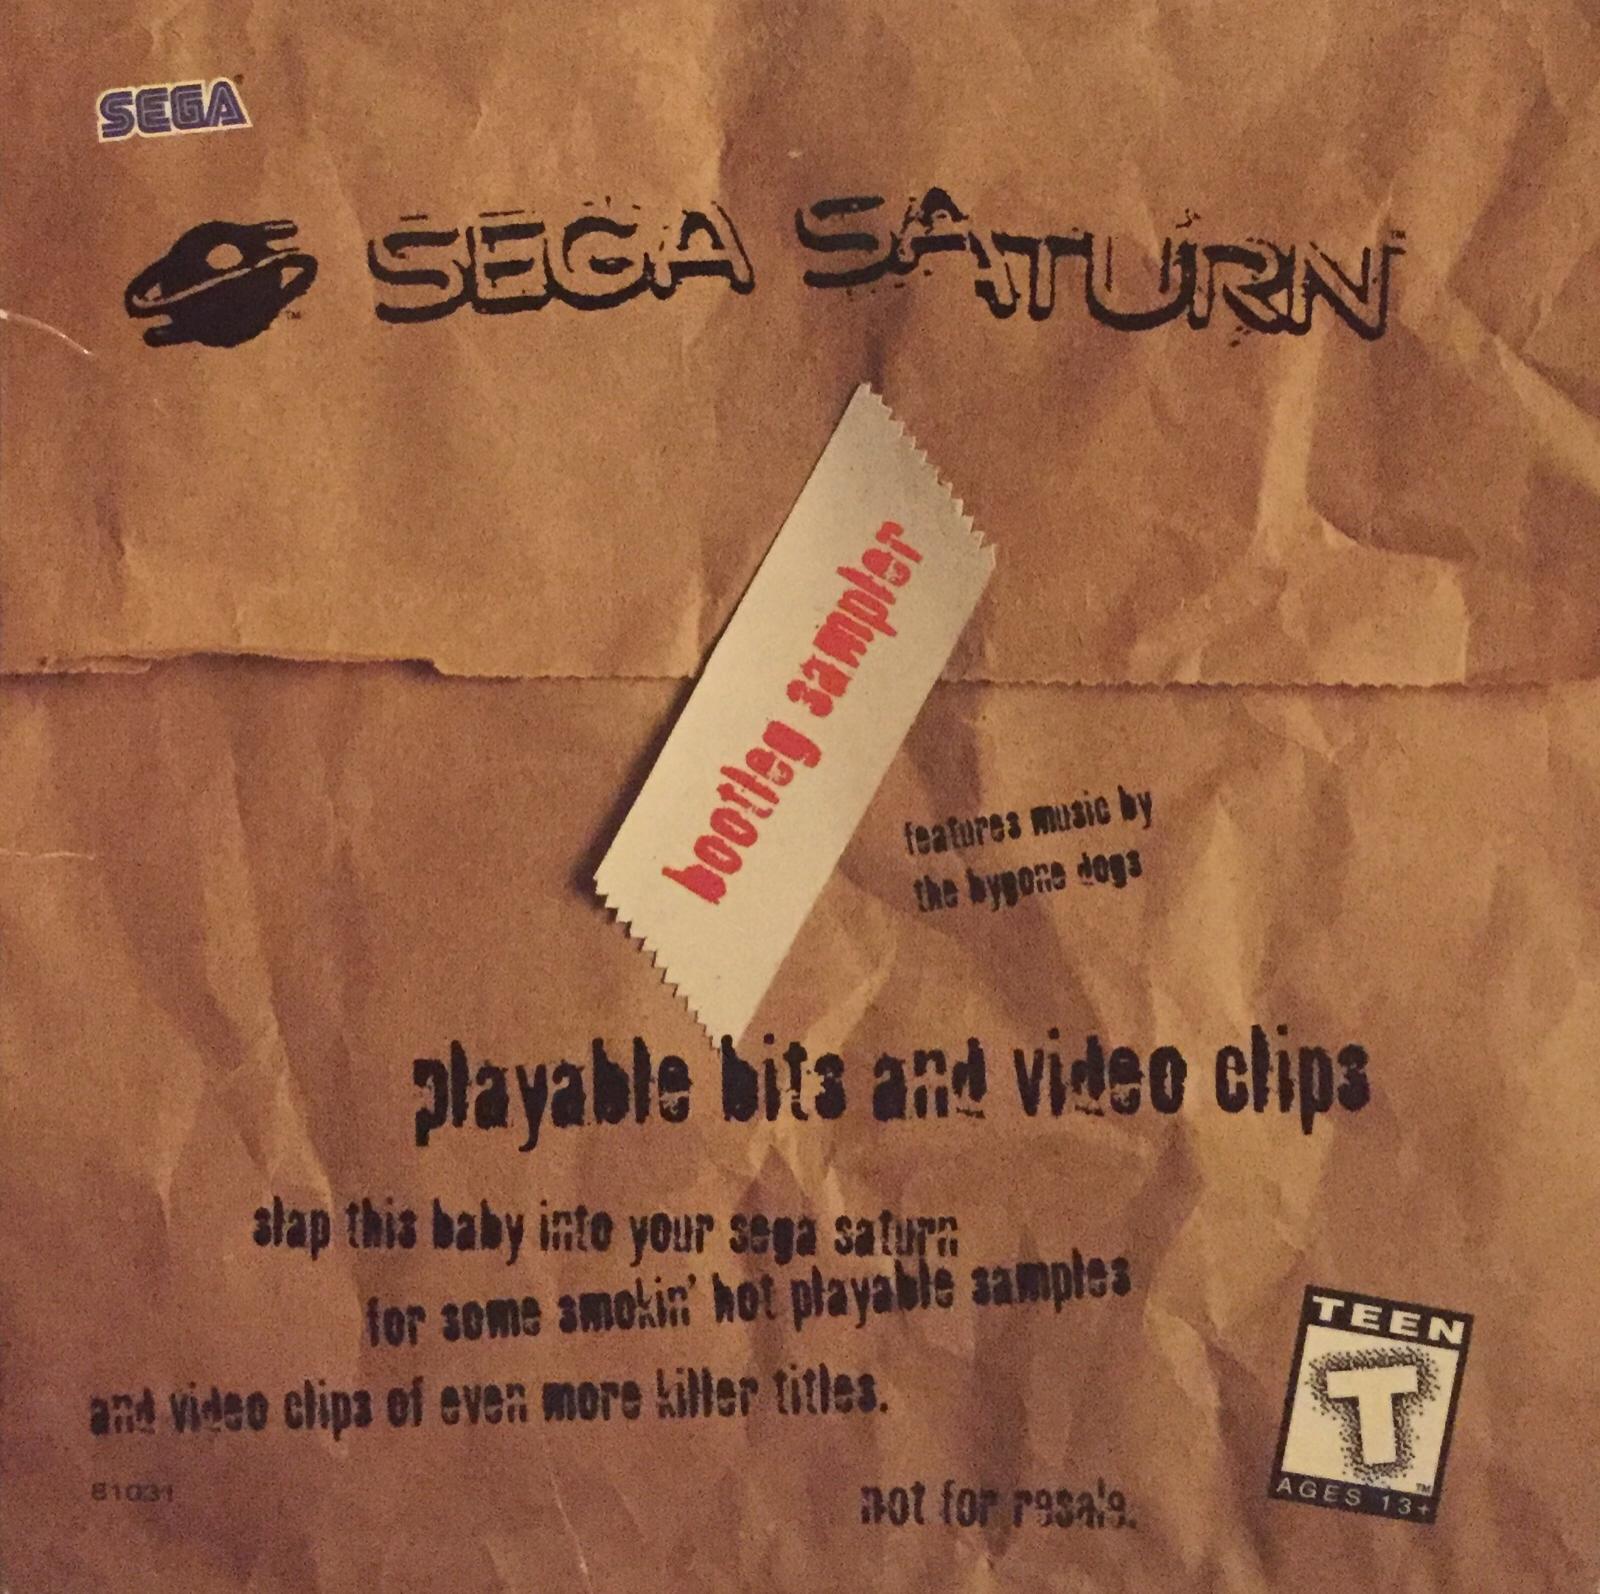 SEGA
SEGA SATURN™
bootleg sampler
features music by
the bygone dogs
playable bits and video clips
slap this baby into your sega saturn
for some smokin' hot playable samples
and video clips of even more killer titles.
81031
not for resale.
TEEN
T
AGES 13+